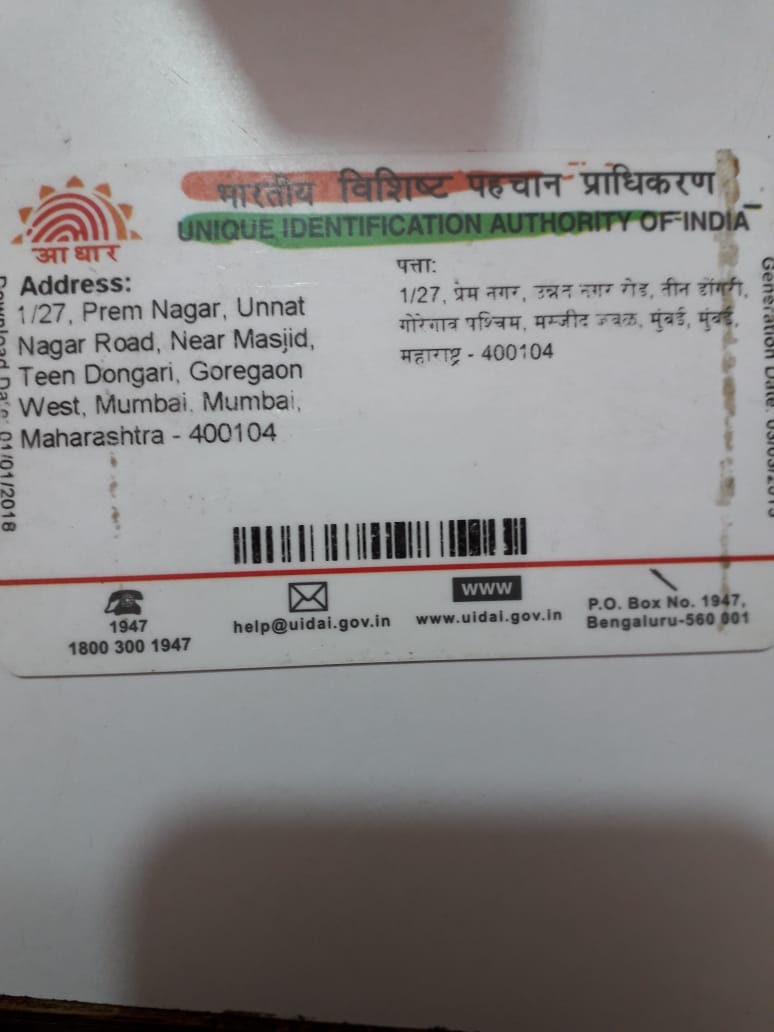 भारतीय विशिष्ट पहचान प्राधिकरण
UNIQUE IDENTIFICATION AUTHORITY OF INDIA
आधार
Address:
1/27, Prem Nagar, Unnat
Nagar Road, Near Masjid,
Teen Dongari, Goregaon
West, Mumbai, Mumbai,
Maharashtra - 400104
पत्ता:
1/27, प्रेम नगर, उन्नत नगर रोड, तीन डोंगरी,
गोरेगाव पश्चिम, मस्जीद जवळ, मुंबई, मुंबई,
महाराष्ट्र - 400104
Download Date: 01/01/2018
Generation Date:
1947
1800 300 1947
help@uidai.gov.in
WWW
www.uidai.gov.in
P.O. Box No. 1947,
Bengaluru-560 001